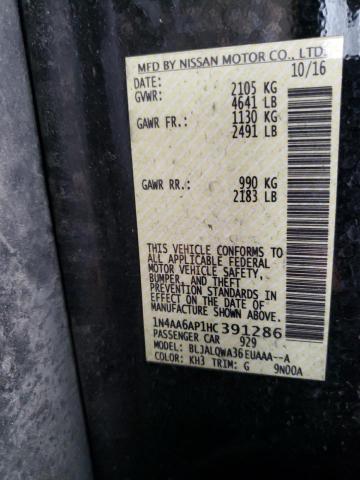 MFD BY NISSAN MOTOR CO., LTD.
10/16
DATE:
GVWR: 2105 KG
4641 LB
GAWR FR.: 1130 KG
2491 LB
GAWR RR.: 990 KG
2183 LB
THIS VEHICLE CONFORMS TO
ALL APPLICABLE FEDERAL
MOTOR VEHICLE SAFETY,
BUMPER, AND THEFT
PREVENTION STANDARDS IN
EFFECT ON THE DATE OF
MANUFACTURE SHOWN ABOVE.
1N4AA6AP1HC391286
PASSENGER CAR 929
MODEL: BLJALQWA36EUAAA--A
COLOR: KH3 TRIM: G 9N00A